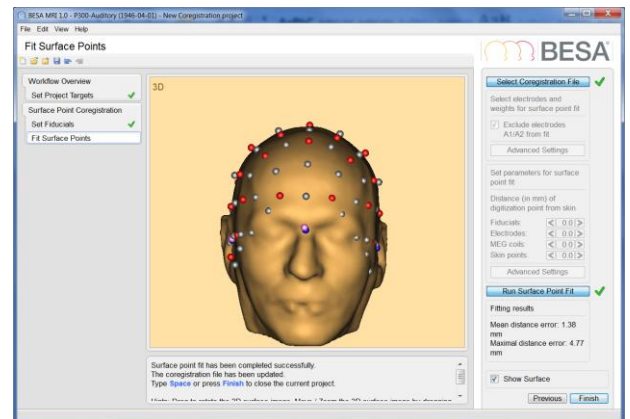 BESA MRI 1.0 - P300-Auditory (1946-04-01) - New Coregistration project
File Edit View Help
Fit Surface Points
BESA®
Workflow Overview
Set Project Targets
Surface Point Coregistration
Set Fiducials
Fit Surface Points
3D
Select Coregistration File
Select electrodes and
weights for surface point fit
Exclude electrodes
A1/A2 from fit
Advanced Settings
Set parameters for surface
point fit
Distance (in mm) of
digitization point from skin
Fiducials: < 0.0 >
Electrodes: < 0.0 >
MEG coils: < 0.0 >
Skin points: < 0.0 >
Advanced Settings
Run Surface Point Fit
Fitting results
Mean distance error: 1.38
mm
Maximal distance error: 4.77
mm
Show Surface
Previous Finish
Surface point fit has been completed successfully.
The coregistration file has been updated.
Type Space or press Finish to close the current project.